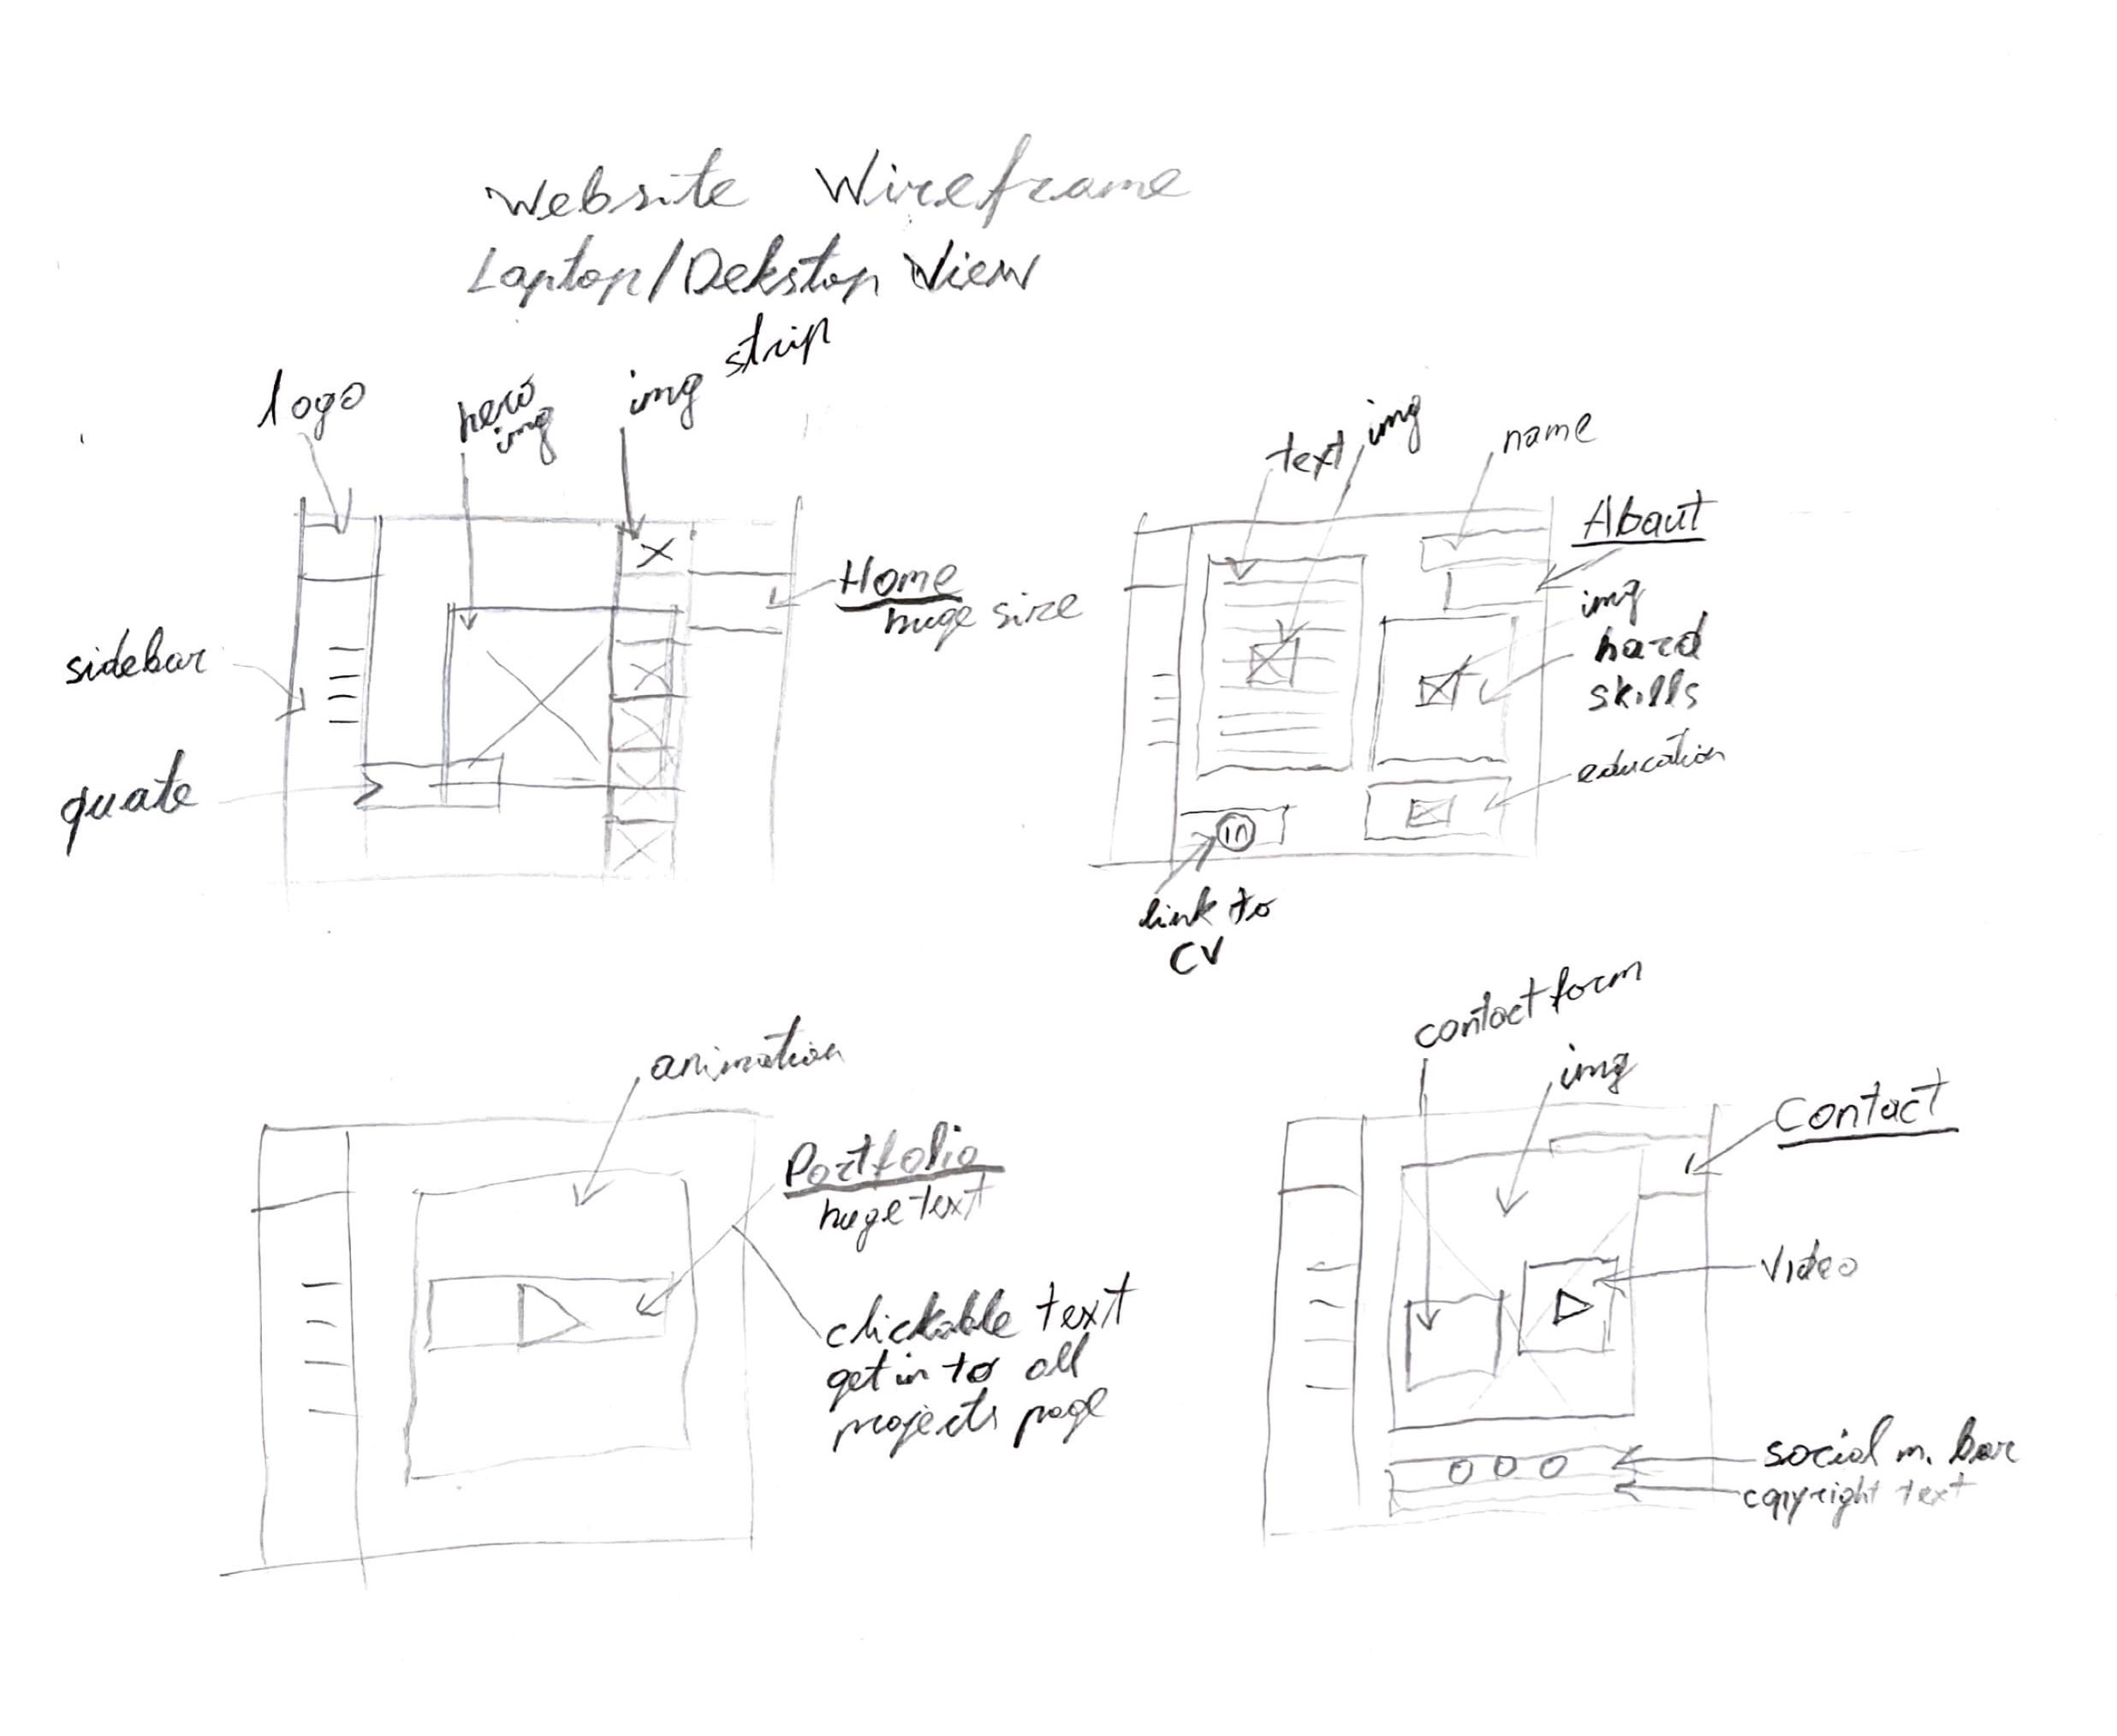 Website Wireframe
Laptop/Dekstop View
logo
hero
img
img strip
sidebar
quate
Home
huge size
text
img
name
Abaut
img
hard
skills
education
in
link to
CV
animation
Portfolio
huge text
clickable text
get in to all
projects page
contact form
img
Contact
Video
social m. bar
copyright text